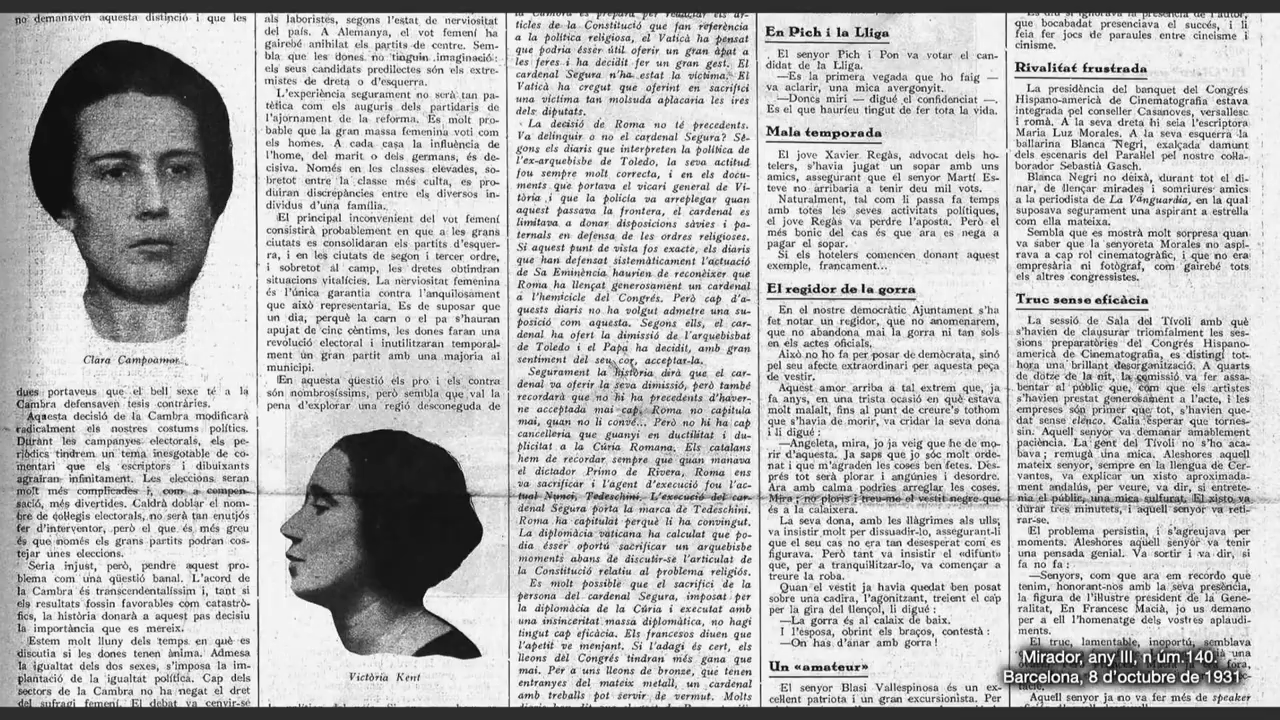 no demanaven aquesta distinció i que les
Clara Campoamor
dues portaveus que el bell sexe té a la
Cambra defensaven tesis contràries.
Aquesta decisió de la Cambra modificarà
radicalment els nostres costums polítics.
Durant les campanyes electorals, els pe-
riòdics tindrem un tema inesgotable de co-
mentari que els escriptors i dibuixants
agrairan infinitament. Les eleccions seran
molt més complicades i, com a compen-
sació, més divertides. Caldrà doblar el nom-
bre de col·legis electorals, no serà tan enutjós
ésr d'interventor, però el que és més greu
és que només els grans partits podran cos-
tejar unes eleccions.
Seria injust, però, pendre aquest pro-
blema com una qüestió banal. L'acord de
la Cambra és transcendentalíssim i, tant si
els resultats fossin favorables com catastrò-
fics, la història donarà a aquest pas decisiu
la importància que es mereix.
Estem molt lluny dels temps en què es
discutia si les dones tenien ànima. Admesa
la igualtat dels dos sexes, s'imposa la im-
plantació de la igualtat política. Cap dels
sectors de la Cambra no ha negat el dret
del sufragi femení. El debat va cenyir-se
als laboristes, segons l'estat de nerviositat
del país. A Alemanya, el vot femení ha
gairebé anihilat els partits de centre. Sem-
bla que les dones no tinguin imaginació:
els seus candidats predilectes són els extre-
mistes de dreta o d'esquerra.
L'experiència segurament no serà tan pa-
tètica com els auguris dels partidaris de
l'ajornament de la reforma. Es molt pro-
bable que la gran massa femenina voti com
els homes. A cada casa la influència de
l'home, del marit o dels germans, és de-
cisiva. Només en les classes elevades, so-
bretot entre la classe més culta, es pro-
duiran discrepàncies entre els diversos in-
dividus d'una família.
El principal inconvenient del vot femení
consistirà probablement en que a les grans
ciutats es consolidaran els partits d'esquer-
ra, i en les ciutats de segon i tercer ordre,
i sobretot al camp, les dretes obtindran
situacions vitalícies. La nerviositat femenina
és l'única garantia contra l'anquilosament
que això representaria. Es de suposar que
un dia, perquè la carn o el pa s'hauran
apujat de cinc cèntims, les dones faran una
revolució electoral i inutilitzaran temporal-
ment un gran partit amb una majoria al
municipi.
En aquesta qüestió els pro i els contra
són nombrosíssims, però sembla que val la
pena d'explorar una regió desconeguda de
Victòria Kent
ticles de la Constitució que fan referència
a la política religiosa, el Vaticà ha pensat
que podria ésser útil oferir un gran àpat a
les feres i ha decidit fer un gran gest. El
cardenal Segura n'ha estat la víctima. El
Vaticà ha cregut que oferint en sacrifici
una víctima tan molsuda aplacaria les ires
dels diputats.
La decisió de Roma no té precedents.
Va delinquir o no el cardenal Segura? Se-
gons els diaris que interpreten la política de
l'ex-arquebisbe de Toledo, la seva actitud
fou sempre molt correcta, i en els docu-
ments que portava el vicari general de Vi-
tòria i que la policia va arreplegar quan
aquest passava la frontera, el cardenal es
limitava a donar disposicions sàvies i pa-
ternals en defensa de les ordres religioses.
Si aquest punt de vista fos exacte, els diaris
que han defensat sistemàticament l'actuació
de Sa Eminència haurien de reconèixer que
Roma ha llençat generosament un cardenal
a l'hemicicle del Congrés. Però cap d'a-
quests diaris no ha volgut admetre una su-
posició com aquesta. Segons ells, el car-
denal ha ofert la dimissió de l'arquebisbat
de Toledo i el Papa ha decidit, amb gran
sentiment del seu cor, acceptar-la.
Segurament la història dirà que el car-
denal va oferir la seva dimissió, però també
recordarà que no hi ha precedents d'haver-
ne acceptada mai cap. Roma no capitula
mai, quan no li convé... Però no hi ha cap
cancelleria que guanyi en ductilitat i du-
plicitat a la Cúria Romana. Els catalans
hem de recordar sempre que quan manava
el dictador Primo de Rivera, Roma ens
va sacrificar i l'agent d'execució fou l'ac-
tual Nunci, Tedeschini. L'execució del car-
denal Segura porta la marca de Tedeschini.
Roma ha capitulat perquè li ha convingut.
La diplomàcia vaticana ha calculat que po-
dia ésser oportú sacrificar un arquebisbe
moments abans de discutir-se l'articulat de
la Constitució relatiu al problema religiós.
Es molt possible que el sacrifici de la
persona del cardenal Segura, imposat per
la diplomàcia de la Cúria i executat amb
una insinceritat massa diplomàtica, no hagi
tingut cap eficàcia. Els francesos diuen que
l'apetit ve menjant. Si l'adagi és cert, els
lleons del Congrés tindran més gana que
mai. Per a uns lleons de bronze, que tenen
entranyes del mateix metall, un cardenal
amb treballs pot servir de vermut. Molts
En Pich i la Lliga
El senyor Pich i Pon va votar el can-
didat de la Lliga.
—Es la primera vegada que ho faig —
va aclarir, una mica avergonyit.
—Doncs miri — digué el confident —.
Es el que hauríeu tingut de fer tota la vida.
Mala temporada
El jove Xavier Regàs, advocat dels ho-
telers, s'havia jugat un sopar amb uns
amics, assegurant que el senyor Martí Es-
teve no arribaria a tenir deu mil vots.
Naturalment, tal com li passa fa temps
amb totes les seves activitats polítiques,
el jove Regàs va perdre l'aposta. Però el
més bonic del cas és que ara es nega a
pagar el sopar.
Si els hotelers comencen donant aquest
exemple, francament...
El regidor de la gorra
En el nostre democràtic Ajuntament s'ha
fet notar un regidor, que no anomenarem,
que no abandona mai la gorra ni tan sols
en els actes oficials.
Això no ho fa per posar de demòcrata, sinó
pel seu afecte extraordinari per aquesta peça
de vestir.
Aquest amor arriba a tal extrem que, ja
fa anys, en una trista ocasió en què estava
molt malalt, fins al punt de creure's tothom
que s'havia de morir, va cridar la seva dona
i li digué:
—Angeleta, mira, jo ja veig que he de mo-
rir d'aquesta. Ja saps que jo sóc molt orde-
nat i que m'agraden les coses ben fetes. Des-
prés tot serà plorar i angúnies i desordre.
Ara amb calma podries arreglar les coses.
Mira: no ploris i treu-me el vestit negre que
és a la calaixera.
La seva dona, amb les llàgrimes als ulls,
va insistir molt per dissuadir-lo, assegurant-li
que el seu cas no era tan desesperat com es
figurava. Però tant va insistir el «difunt»
que, per a tranquil·litzar-lo, va començar a
treure la roba.
Quan el vestit ja havia quedat ben posat
sobre una cadira, l'agonitzant, treient el cap
per la gira del llençol, li digué:
—La gorra és al calaix de baix.
I l'esposa, obrint els braços, contestà:
—On has d'anar amb gorra!
Un «amateur»
El senyor Blasi Vallespinosa és un ex-
cellent patriota i un gran excursionista. Per
que bocabadat presenciava el succés, i li
feia fer jocs de paraules entre cineisme i
cinisme.
Rivalitat frustrada
La presidència del banquet del Congrés
Hispano-americà de Cinematografia estava
integrada pel conseller Casanoves, versallesc
i romà. A la seva dreta hi seia l'escriptora
Maria Luz Morales. A la seva esquerra la
ballarina Blanca Negri, exalçada damunt
dels escenaris del Parallel pel nostre colla-
borador Sebastià Gasch.
Blanca Negri no deixà, durant tot el di-
nar, de llençar mirades i somriures amics
a la periodista de La Vanguardia, en la qual
suposava segurament una aspirant a estrella
com ella mateixa.
Sembla que es mostrà molt sorpresa quan
va saber que la senyoreta Morales no aspi-
rava a cap rol cinematogràfic, i que no era
empresària ni fotògraf, com gairebé tots
els altres congressistes.
Truc sense eficàcia
La sessió de Sala del Tívoli amb què
s'havien de clausurar triomfalment les ses-
sions preparatòries del Congrés Hispano-
americà de Cinematografia, es distingí tot-
hora una brillant desorganització. A quarts
de dotze de la nit, la comissió va fer assa-
bentar al públic que, com que els artistes
s'havien prestat generosament a l'acte, i les
empreses són primer que tot, s'havien que-
dat sense elenco. Calia esperar que tornes-
sin. Aquell senyor va demanar amablement
paciència. La gent del Tívoli no s'ho aca-
bava; remugà una mica. Aleshores aquell
mateix senyor, sempre en la llengua de Cer-
vantes, va explicar un xisto aproximada-
ment andalús, per veure, va dir, si entrete-
nia el públic, una mica sulfurat. El xisto va
durar tres minutets, i aquell senyor va reti-
rar-se.
El problema persistia, i s'agreujava per
moments. Aleshores aquell senyor va tenir
una pensada genial. Va sortir i va dir, si
fa no fa:
—Senyors, com que ara em recordo que
tenim, honorant-nos amb la seva presència,
la figura de l'illustre president de la Gene-
ralitat, En Francesc Macià, jo us demano
per a ell l'homenatge dels vostres aplaudi-
ments.
El truc, lamentable, inoportú, semblava
Aquell senyor ja no va fer més de speaker
Mirador, any III, núm.140.
Barcelona, 8 d'octubre de 1931